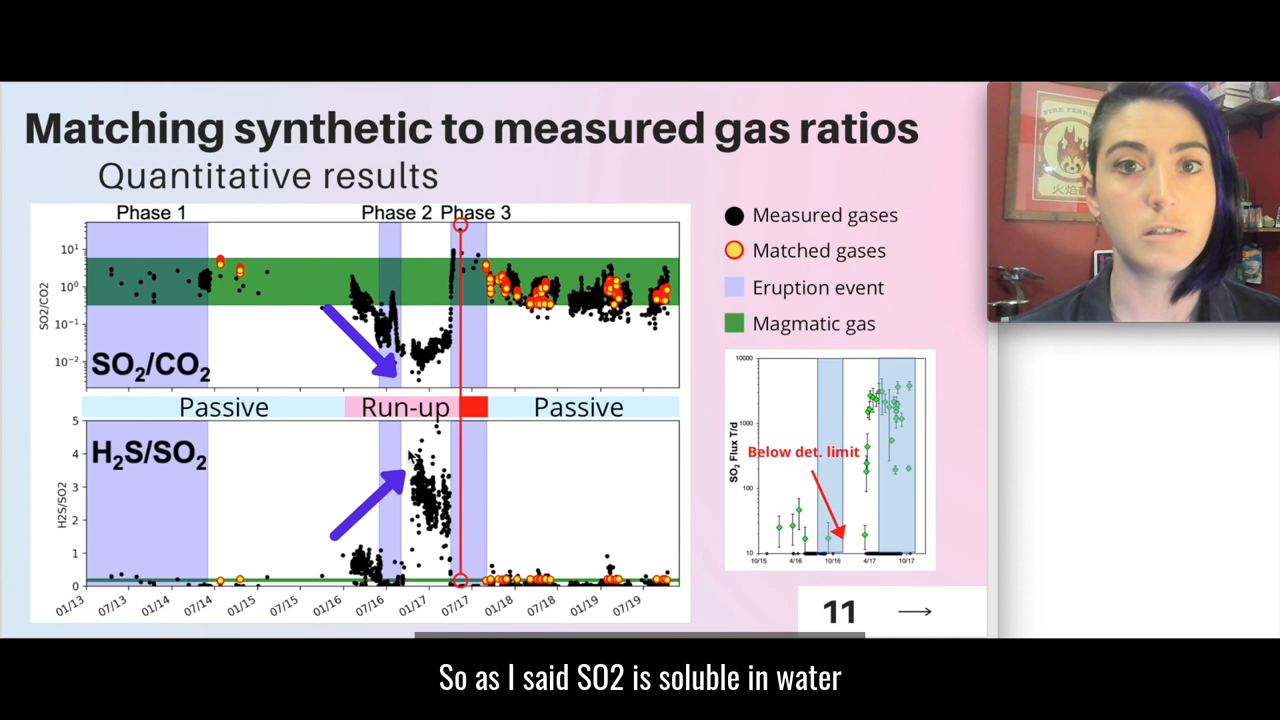 Matching synthetic to measured gas ratios
Quantitative results
Phase 1 Phase 2 Phase 3
10¹
10⁰
10⁻¹
10⁻²
SO2/CO2
SO₂/CO₂
Passive Run-up Passive
5
4
3
2
1
0
H2S/SO2
H₂S/SO₂
01/13 07/13 01/14 07/14 01/15 07/15 01/16 07/16 01/17 07/17 01/18 07/18 01/19 07/19
Measured gases
Matched gases
Eruption event
Magmatic gas
10000
1000
100
10
SO₂ Flux T/d
Below det. limit
10/15 4/16 10/16 4/17 10/17
11
FIRE
火焰
So as I said SO2 is soluble in water